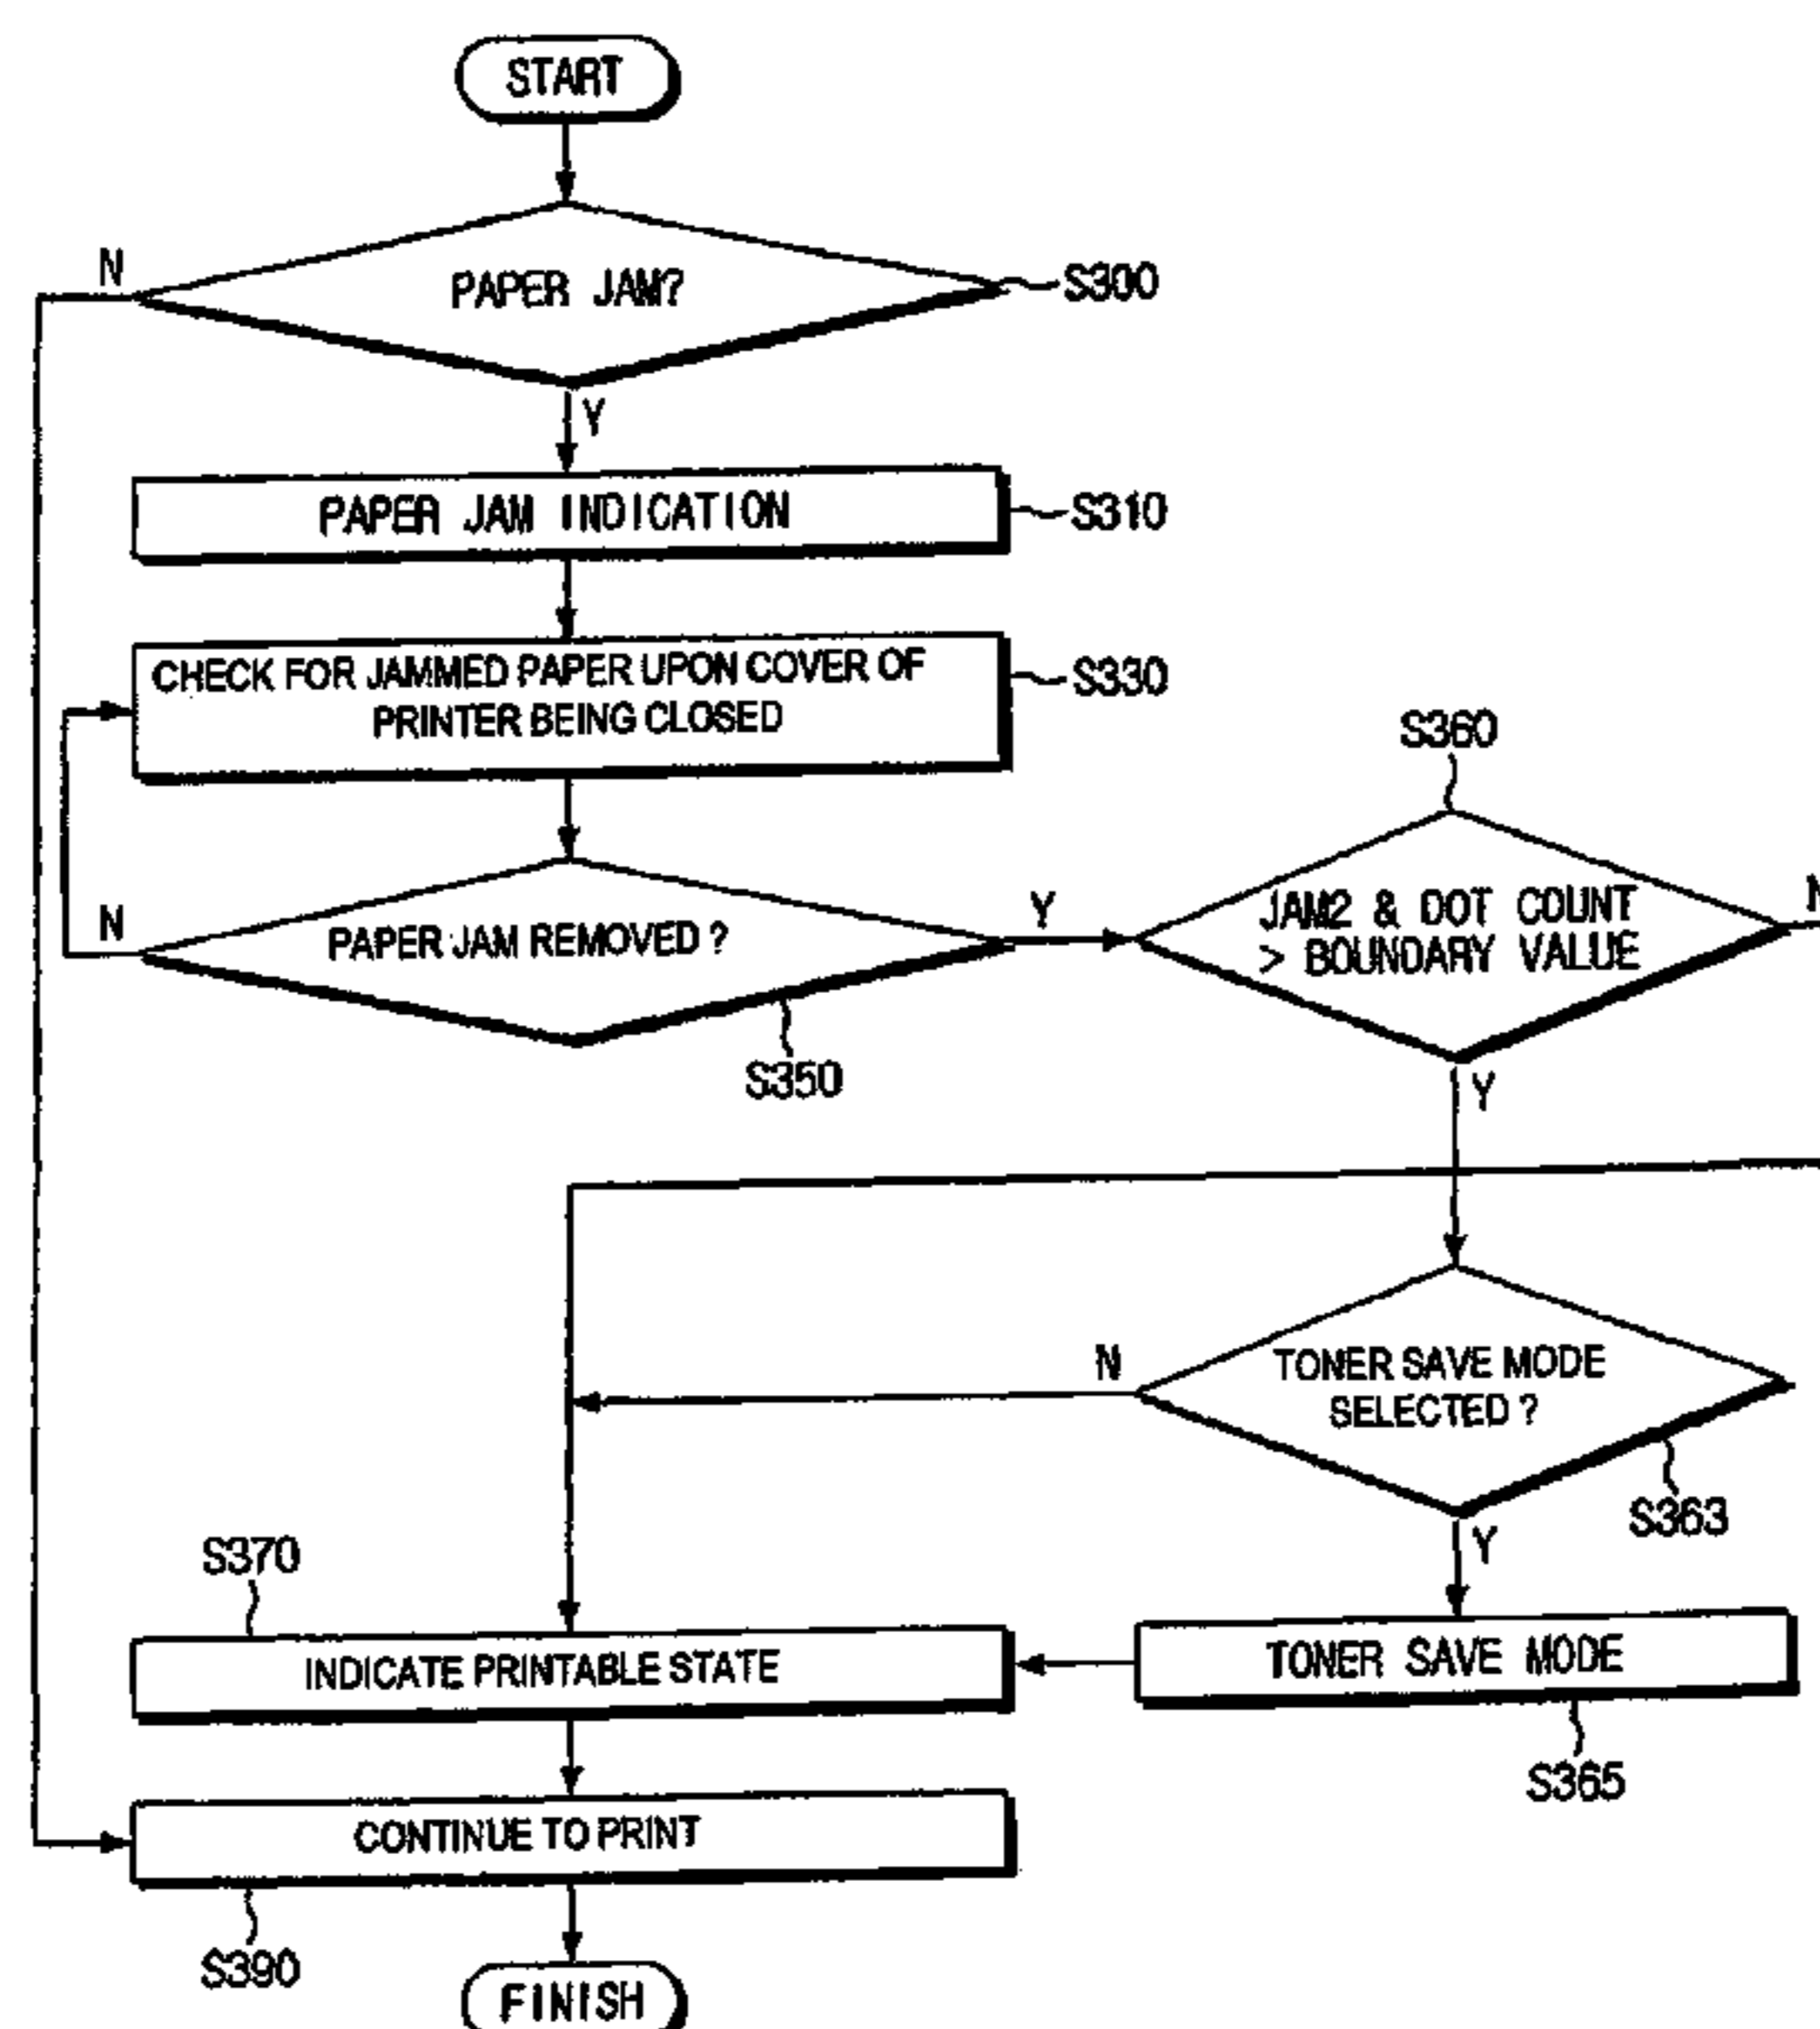 START
N
PAPER JAM?
S300
Y
PAPER JAM INDICATION
S310
CHECK FOR JAMMED PAPER UPON COVER OF
PRINTER BEING CLOSED
S330
S360
N
PAPER JAM REMOVED ?
Y
JAM2 & DOT COUNT
> BOUNDARY VALUE
N
S350
Y
N
TONER SAVE MODE
SELECTED ?
S363
Y
S370
INDICATE PRINTABLE STATE
TONER SAVE MODE
S365
CONTINUE TO PRINT
S390
FINISH